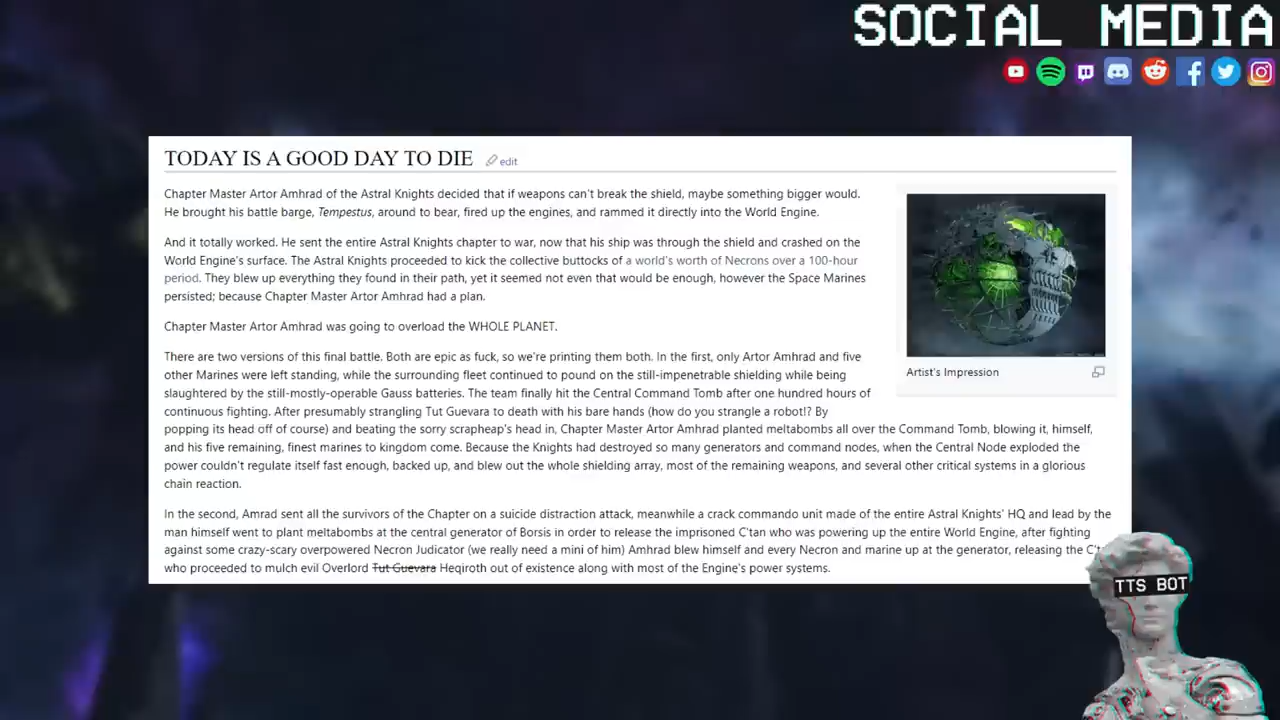 SOCIAL MEDIA
TODAY IS A GOOD DAY TO DIE edit
Chapter Master Artor Amhrad of the Astral Knights decided that if weapons can't break the shield, maybe something bigger would.
He brought his battle barge, Tempestus, around to bear, fired up the engines, and rammed it directly into the World Engine.
And it totally worked. He sent the entire Astral Knights chapter to war, now that his ship was through the shield and crashed on the
World Engine's surface. The Astral Knights proceeded to kick the collective buttocks of a world's worth of Necrons over a 100-hour
period. They blew up everything they found in their path, yet it seemed not even that would be enough, however the Space Marines
persisted; because Chapter Master Artor Amhrad had a plan.
Chapter Master Artor Amhrad was going to overload the WHOLE PLANET.
There are two versions of this final battle. Both are epic as fuck, so we're printing them both. In the first, only Artor Amhrad and five
other Marines were left standing, while the surrounding fleet continued to pound on the still-impenetrable shielding while being
slaughtered by the still-mostly-operable Gauss batteries. The team finally hit the Central Command Tomb after one hundred hours of
continuous fighting. After presumably strangling Tut Guevara to death with his bare hands (how do you strangle a robot!? By
popping its head off of course) and beating the sorry scrapheap's head in, Chapter Master Artor Amhrad planted meltabombs all over the Command Tomb, blowing it, himself,
and his five remaining, finest marines to kingdom come. Because the Knights had destroyed so many generators and command nodes, when the Central Node exploded the
power couldn't regulate itself fast enough, backed up, and blew out the whole shielding array, most of the remaining weapons, and several other critical systems in a glorious
chain reaction.
In the second, Amrad sent all the survivors of the Chapter on a suicide distraction attack, meanwhile a crack commando unit made of the entire Astral Knights' HQ and lead by the
man himself went to plant meltabombs at the central generator of Borsis in order to release the imprisoned C'tan who was powering up the entire World Engine, after fighting
against some crazy-scary overpowered Necron Judicator (we really need a mini of him) Amhrad blew himself and every Necron and marine up at the generator, releasing the C't
who proceeded to mulch evil Overlord Tut Guevara Heqiroth out of existence along with most of the Engine's power systems.
Artist's Impression
TTS BOT